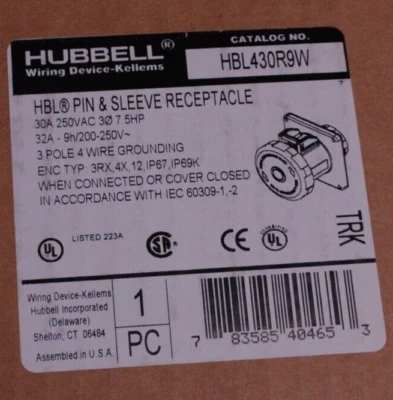 HUBBELL®
Wiring Device-Kellems
CATALOG NO.
HBL430R9W
HBL® PIN & SLEEVE RECEPTACLE
30A 250VAC 3Ø 7.5HP
32A - 9h/200-250V~
3 POLE 4 WIRE GROUNDING
ENC TYP: 3RX,4X,12,IP67,IP69K
WHEN CONNECTED OR COVER CLOSED
IN ACCORDANCE WITH IEC 60309-1,-2
TRK
UL
LISTED 223A
SA
CE
UL
Wiring Device-Kellems
Hubbell Incorporated
(Delaware)
Shelton, CT 06484
Assembled in U.S.A.
1
PC
7 83585 40465 3